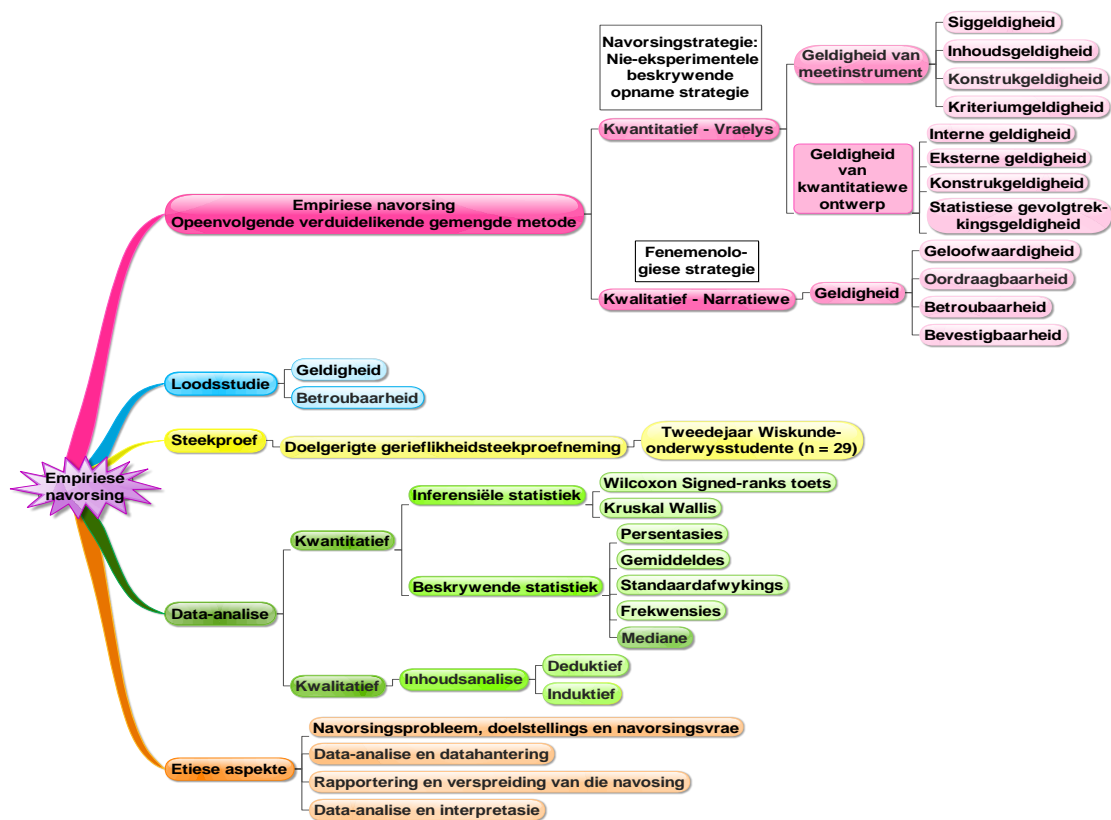 Empiriese
navorsing
Empiriese navorsing
Opeenvolgende verduidelikende gemengde metode
Navorsingstrategie:
Nie-eksperimentele
beskrywende
opname strategie
Kwantitatief - Vraelys
Geldigheid van
meetinstrument
Siggeldigheid
Inhoudsgeldigheid
Konstrukgeldigheid
Kriteriumgeldigheid
Geldigheid
van
kwantitatiewe
ontwerp
Interne geldigheid
Eksterne geldigheid
Konstrukgeldigheid
Statistiese gevolgtrek-
kingsgeldigheid
Fenemenolo-
giese strategie
Kwalitatief - Narratiewe
Geldigheid
Geloofwaardigheid
Oordraagbaarheid
Betroubaarheid
Bevestigbaarheid
Loodsstudie
Geldigheid
Betroubaarheid
Steekproef
Doelgerigte gerieflikheidsteekproefneming
Tweedejaar Wiskunde-
onderwysstudente (n = 29)
Data-analise
Kwantitatief
Inferensiële statistiek
Wilcoxon Signed-ranks toets
Kruskal Wallis
Beskrywende statistiek
Persentasies
Gemiddeldes
Standaardafwykings
Frekwensies
Mediane
Kwalitatief
Inhoudsanalise
Deduktief
Induktief
Etiese aspekte
Navorsingsprobleem, doelstellings en navorsingsvrae
Data-analise en datahantering
Rapportering en verspreiding van die navosing
Data-analise en interpretasie